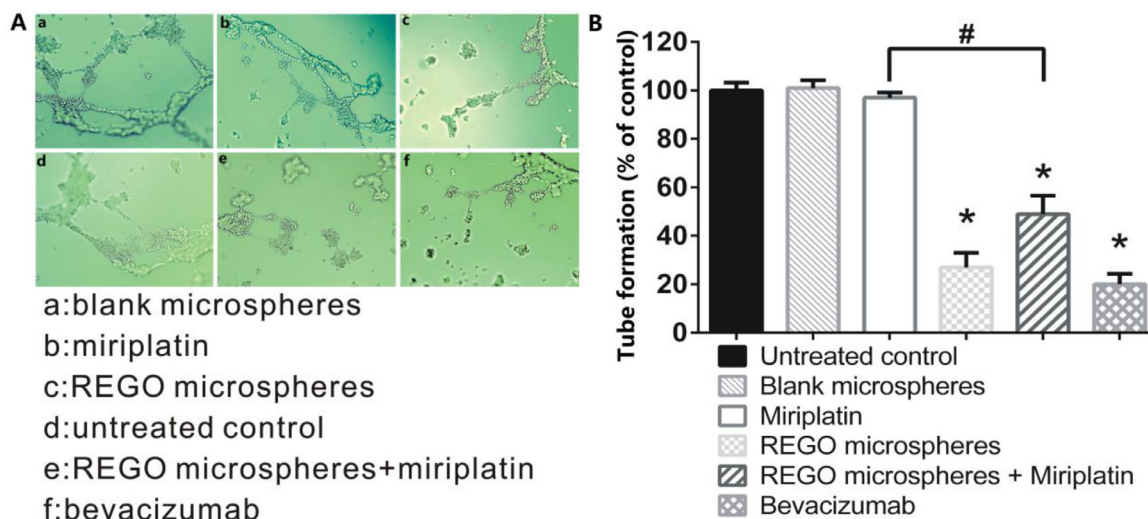 A
a
b
c
d
e
f
a:blank microspheres
b:miriplatin
c:REGO microspheres
d:untreated control
e:REGO microspheres+miriplatin
f:bevacizumab
B
Tube formation (% of control)
120
100
80
60
40
20
0
#
*
*
*
Untreated control
Blank microspheres
Miriplatin
REGO microspheres
REGO microspheres + Miriplatin
Bevacizumab